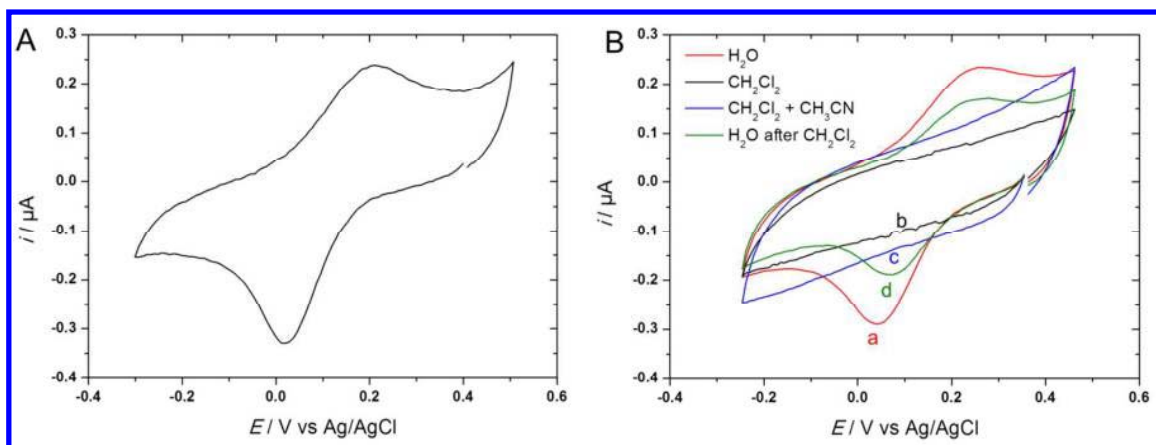 A
0.3
0.2
0.1
0.0
-0.1
-0.2
-0.3
-0.4
-0.4
-0.2
0.0
0.2
0.4
0.6
i / µA
E / V vs Ag/AgCl
B
H₂O
CH₂Cl₂
CH₂Cl₂ + CH₃CN
H₂O after CH₂Cl₂
0.3
0.2
0.1
0.0
-0.1
-0.2
-0.3
-0.4
b
c
d
a
-0.4
-0.2
0.0
0.2
0.4
0.6
i / µA
E / V vs Ag/AgCl